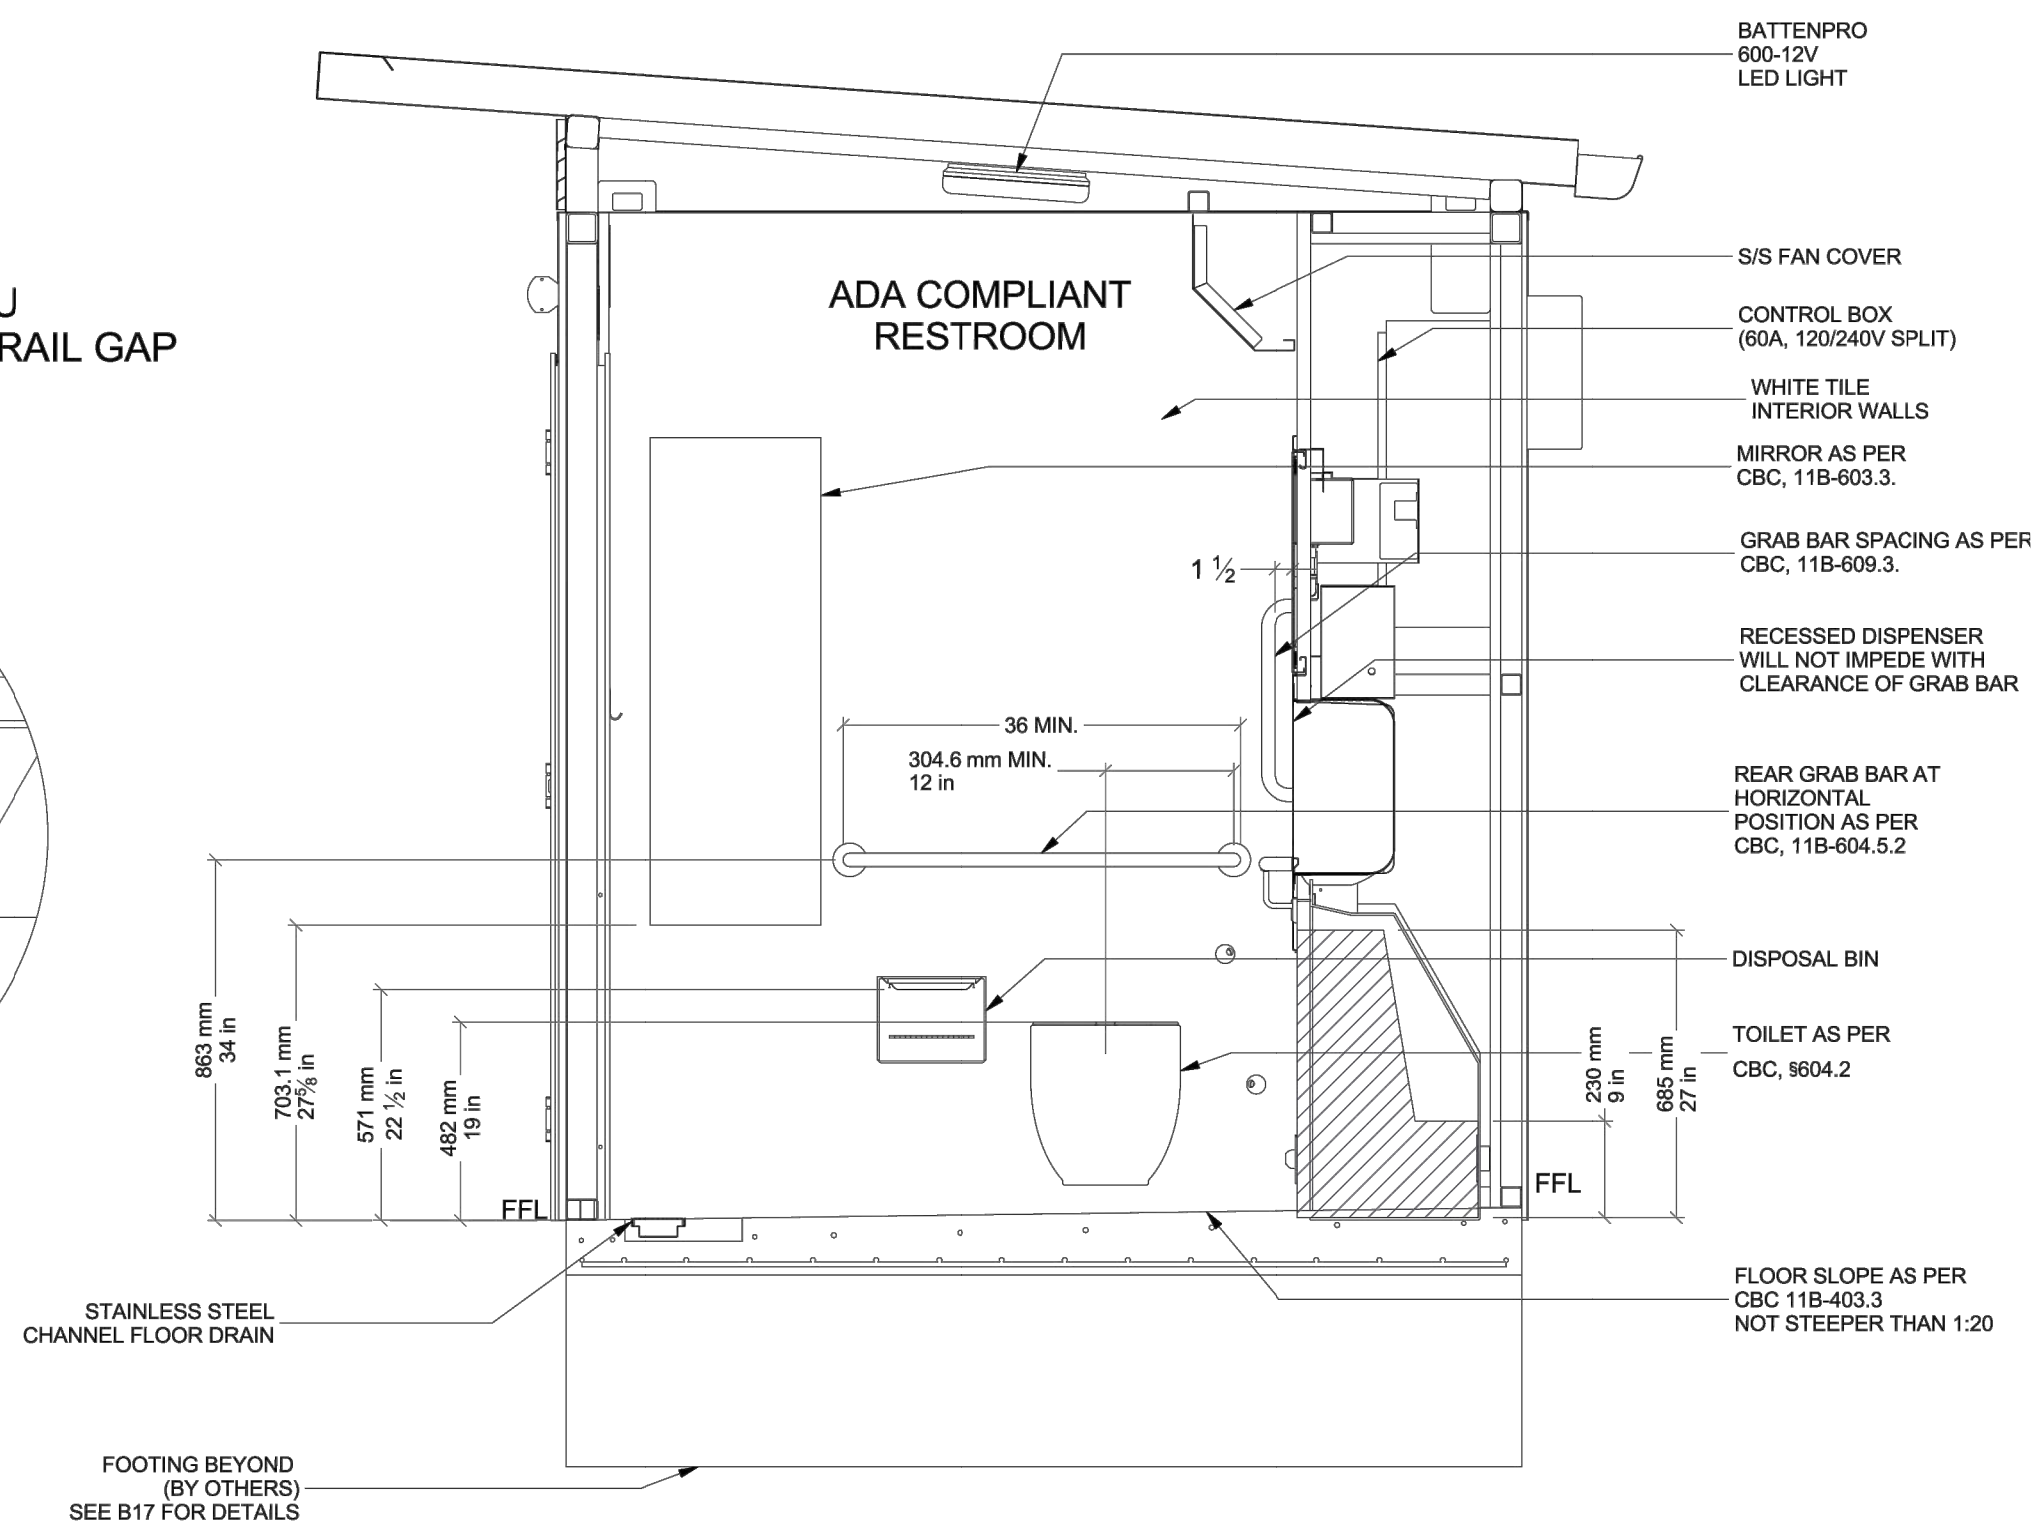 BATTENPRO
600-12V
LED LIGHT
S/S FAN COVER
ADA COMPLIANT
RESTROOM
U
RAIL GAP
CONTROL BOX
(60A, 120/240V SPLIT)
WHITE TILE
INTERIOR WALLS
MIRROR AS PER
CBC, 11B-603.3.
GRAB BAR SPACING AS PER
CBC, 11B-609.3.
1 ½
RECESSED DISPENSER
WILL NOT IMPEDE WITH
CLEARANCE OF GRAB BAR
36 MIN.
304.6 mm MIN.
12 in
REAR GRAB BAR AT
HORIZONTAL
POSITION AS PER
CBC, 11B-604.5.2
DISPOSAL BIN
863 mm
34 in
703.1 mm
27⅝ in
571 mm
22 ½ in
482 mm
19 in
230 mm
9 in
685 mm
27 in
TOILET AS PER
CBC, §604.2
FFL
FFL
FLOOR SLOPE AS PER
CBC 11B-403.3
NOT STEEPER THAN 1:20
STAINLESS STEEL
CHANNEL FLOOR DRAIN
FOOTING BEYOND
(BY OTHERS)
SEE B17 FOR DETAILS